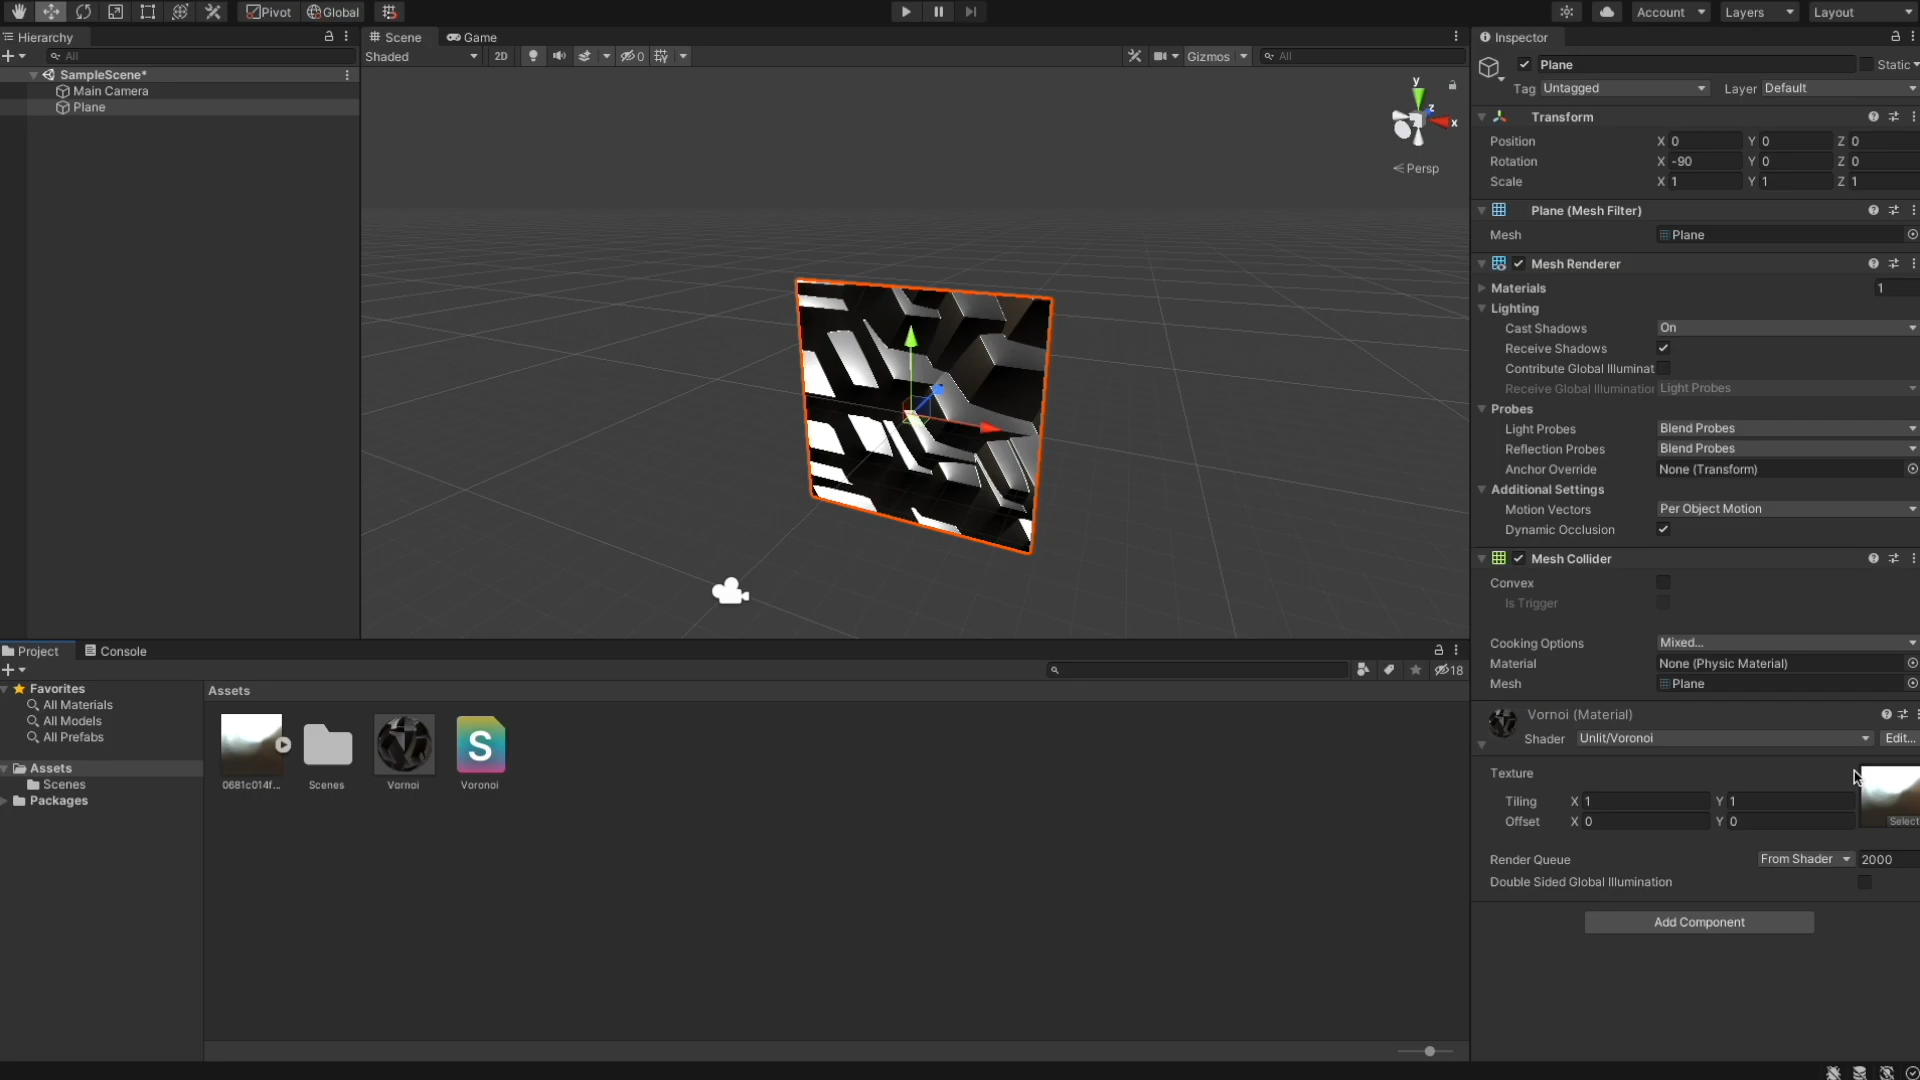 Pivot Global Account Layers Layout
Hierarchy
All
SampleScene*
Main Camera
Plane
Scene Game
Shaded 2D 0 Gizmos All
y
z
x
Persp
Inspector
Plane Static
Tag Untagged Layer Default
Transform
Position X 0 Y 0 Z 0
Rotation X -90 Y 0 Z 0
Scale X 1 Y 1 Z 1
Plane (Mesh Filter)
Mesh Plane
Mesh Renderer
Materials 1
Lighting
Cast Shadows On
Receive Shadows
Contribute Global Illuminat
Receive Global Illumination Light Probes
Probes
Light Probes Blend Probes
Reflection Probes Blend Probes
Anchor Override None (Transform)
Additional Settings
Motion Vectors Per Object Motion
Dynamic Occlusion
Mesh Collider
Convex
Is Trigger
Cooking Options Mixed...
Material None (Physic Material)
Mesh Plane
Vornoi (Material)
Shader Unlit/Voronoi Edit...
Texture
Tiling X 1 Y 1
Offset X 0 Y 0
Select
Render Queue From Shader 2000
Double Sided Global Illumination
Add Component
Project Console
18
Favorites
All Materials
All Models
All Prefabs
Assets
Scenes
Packages
Assets
S
0681c014f... Scenes Vornoi Voronoi